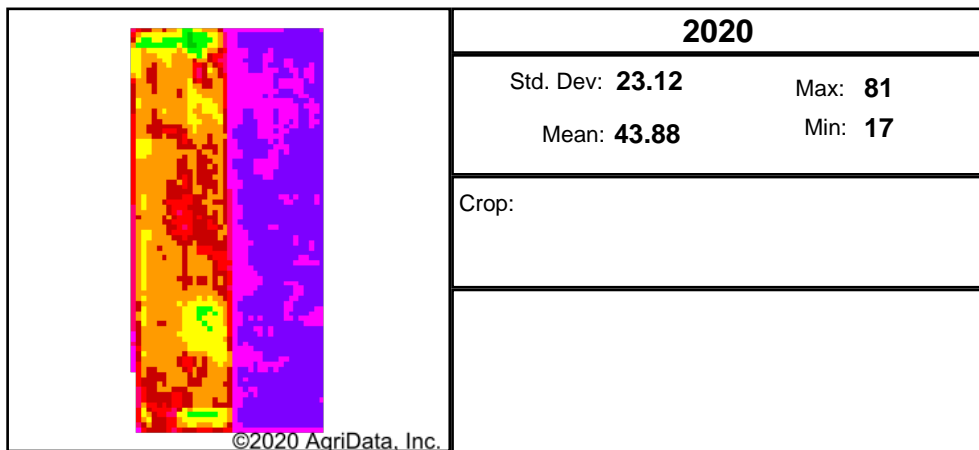 2020
Std. Dev: 23.12
Max: 81
Mean: 43.88
Min: 17
Crop:
©2020 AgriData, Inc.